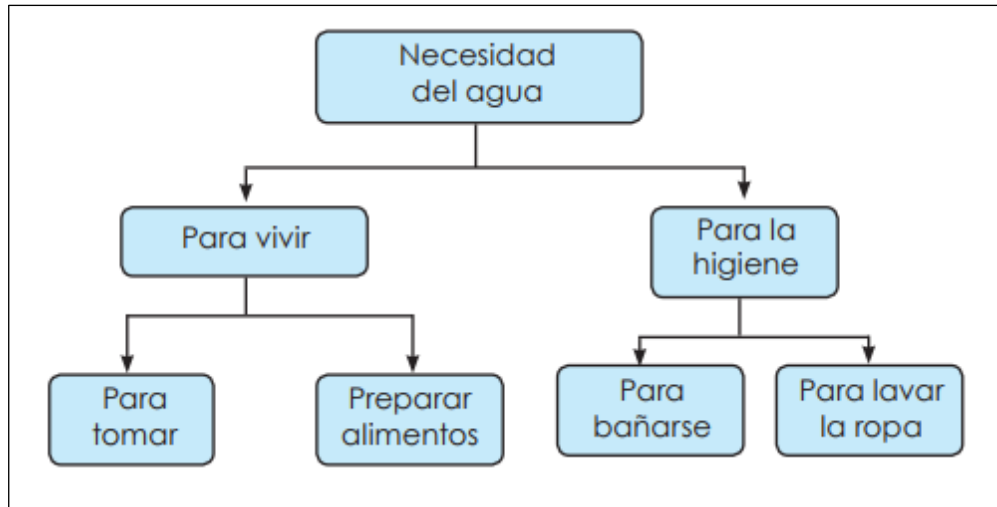 Necesidad
del agua
Para vivir
Para la
higiene
Para
tomar
Preparar
alimentos
Para
bañarse
Para lavar
la ropa